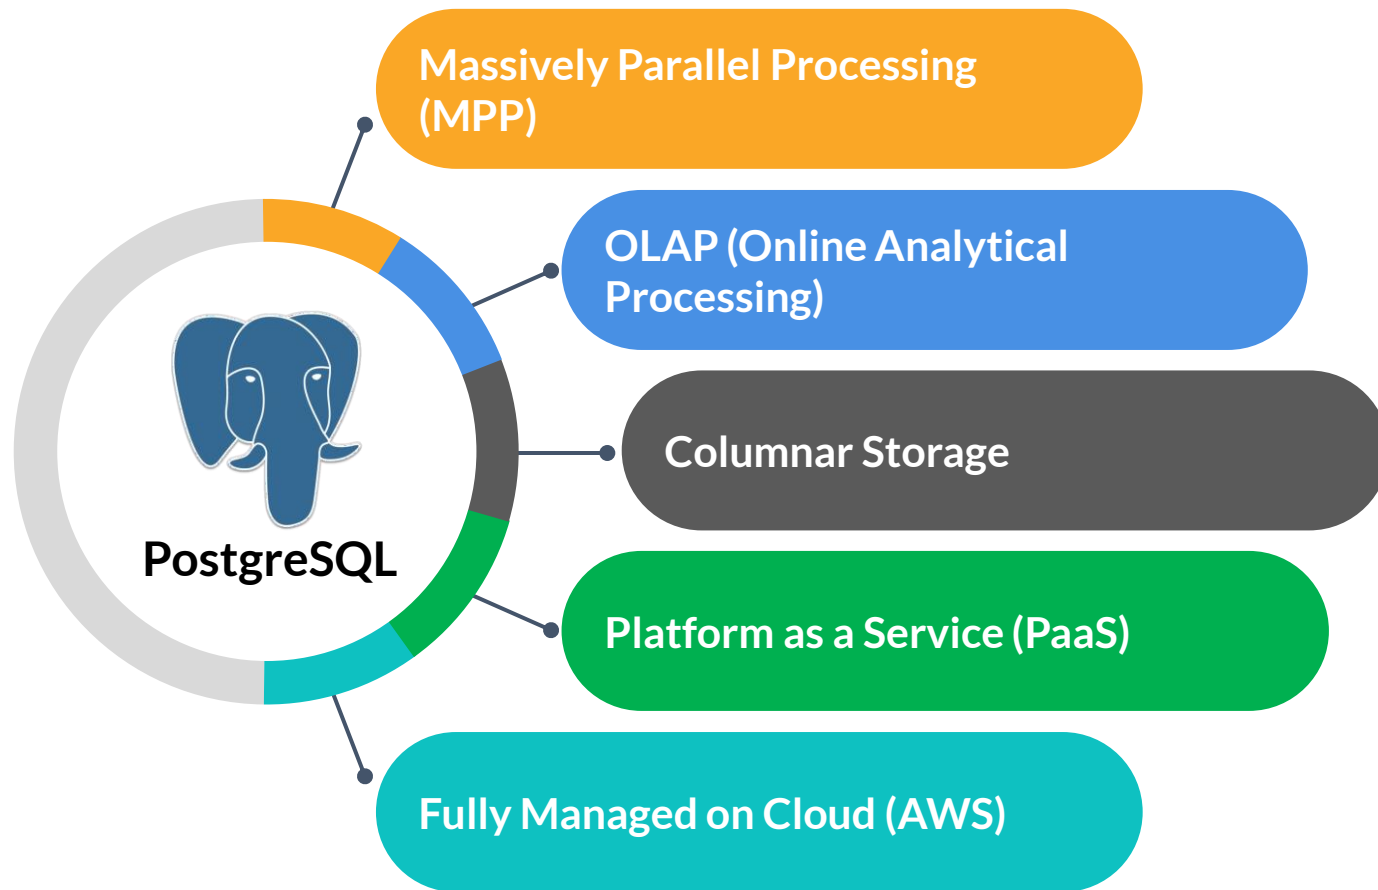 Massively Parallel Processing
(MPP)
OLAP (Online Analytical
Processing)
Columnar Storage
PostgreSQL
Platform as a Service (PaaS)
Fully Managed on Cloud (AWS)